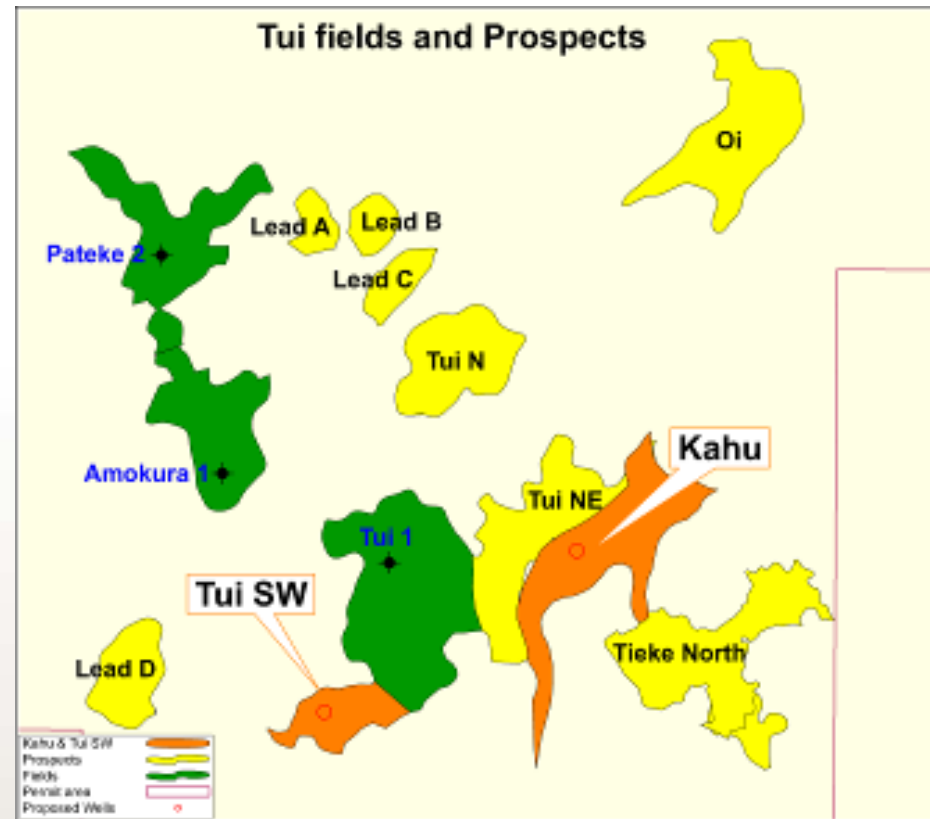 Tui fields and Prospects
Oi
Lead A
Lead B
Pateke 2
Lead C
Tui N
Kahu
Amokura 1
Tui NE
Tui 1
Tui SW
Tieke North
Lead D
Kahu & Tui SW
Prospects
Fields
Permit area
Proposed Wells